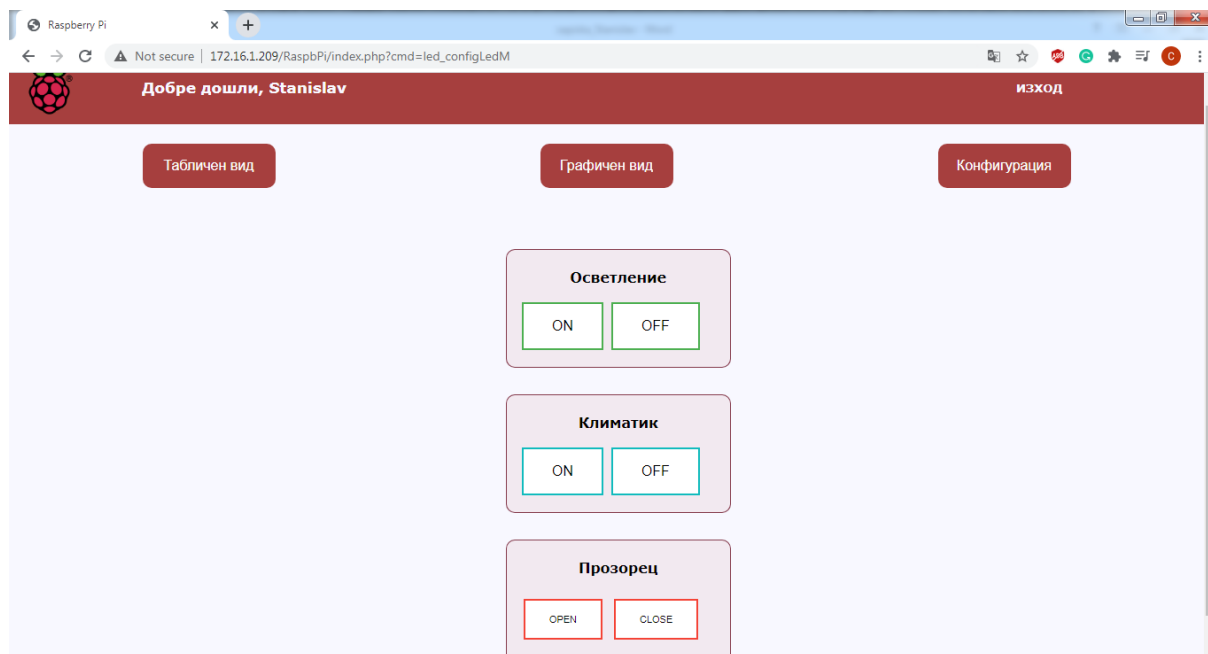 Raspberry Pi
Not secure | 172.16.1.209/RaspbPi/index.php?cmd=led_configLedM
ABP
G
C
Добре дошли, Stanislav
изход
Табличен вид
Графичен вид
Конфигурация
Осветление
ON OFF
Климатик
ON OFF
Прозорец
OPEN CLOSE